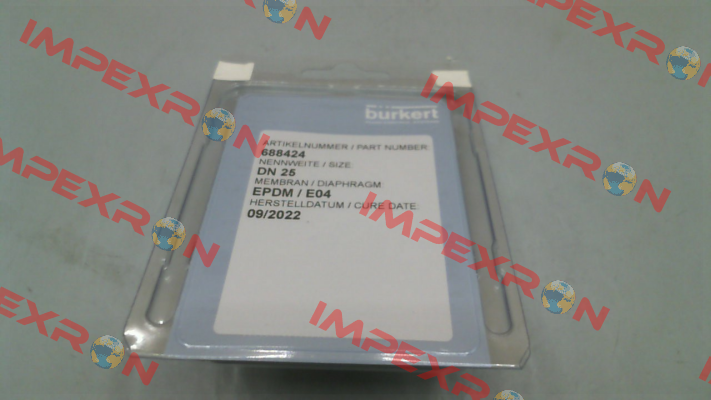 burkert
ARTIKELNUMMER / PART NUMBER:
688424
NENNWEITE / SIZE:
DN 25
MEMBRAN / DIAPHRAGM:
EPDM / E04
HERSTELLDATUM / CURE DATE:
09/2022
IMPEXRON
IMPEXRON
IMPEXRON
IMPEXRON
IMPEXRON
IMPEXRON
IMPEXRON
IMPEXRON